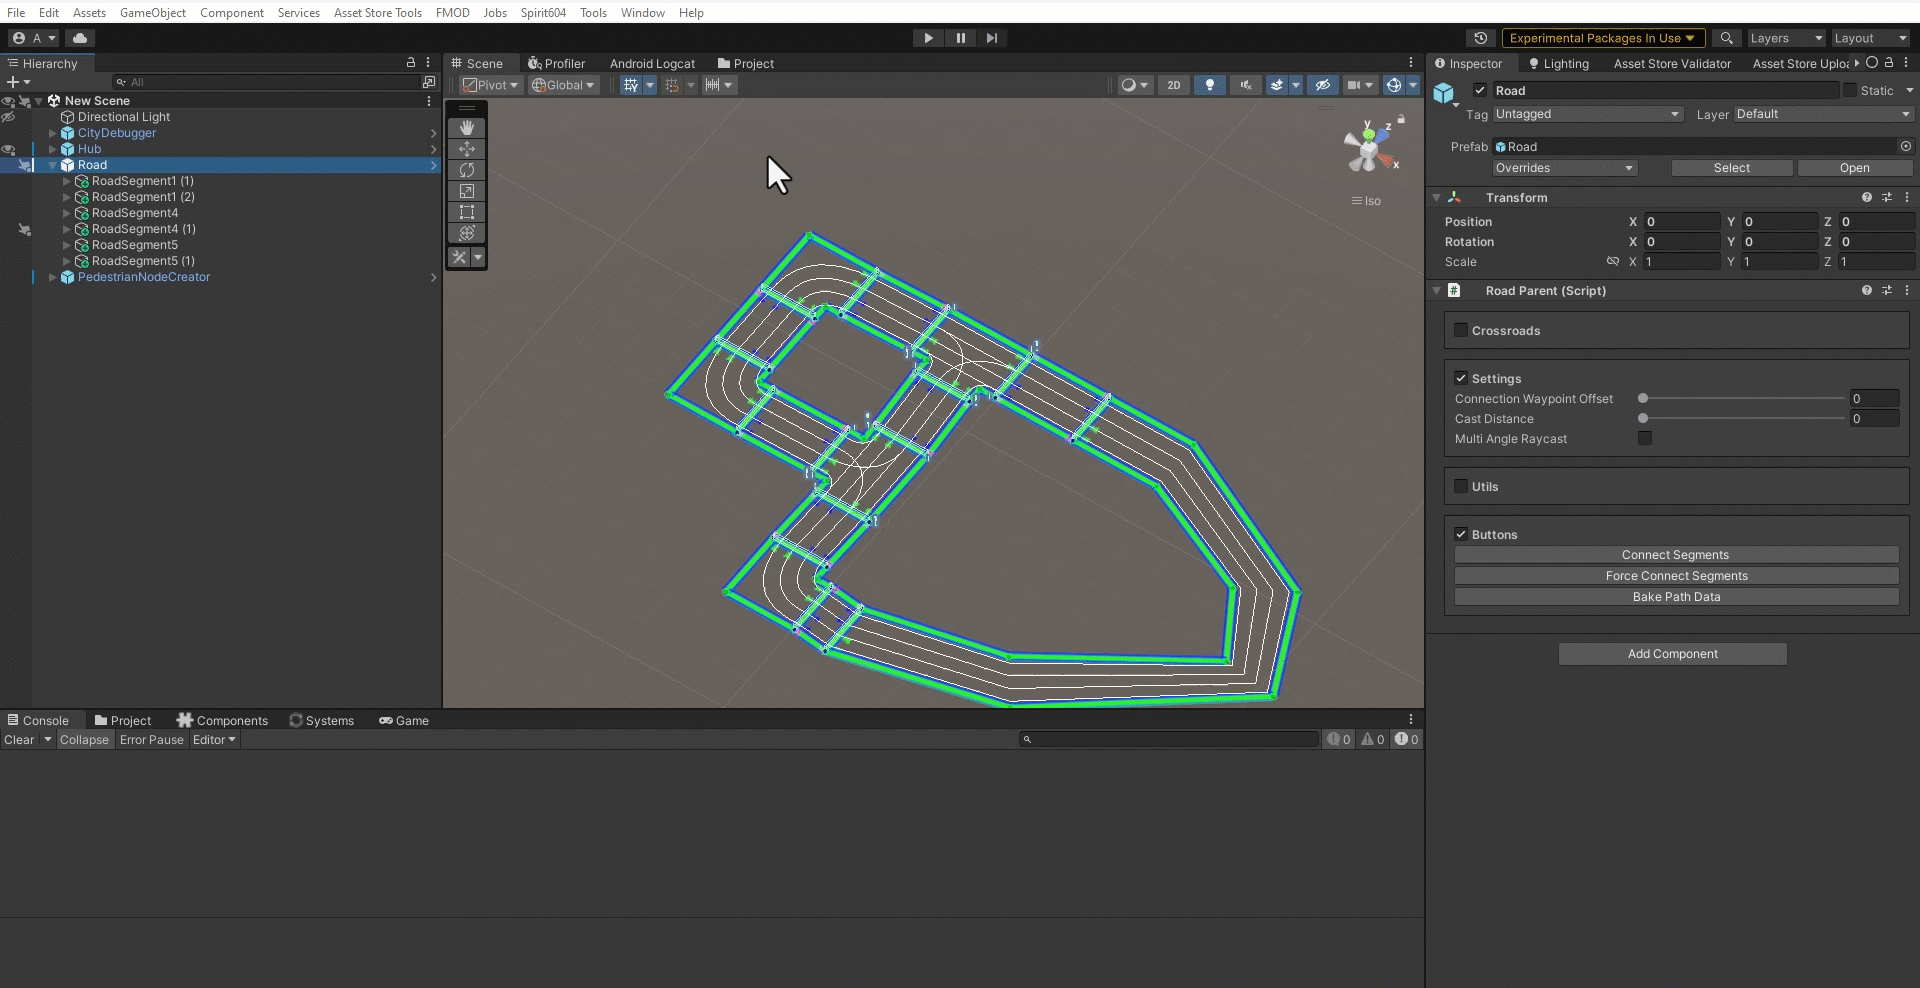 File Edit Assets GameObject Component Services Asset Store Tools FMOD Jobs Spirit604 Tools Window Help
A Experimental Packages In Use Layers Layout
Hierarchy
All
New Scene
Directional Light
CityDebugger
Hub
Road
RoadSegment1 (1)
RoadSegment1 (2)
RoadSegment4
RoadSegment4 (1)
RoadSegment5
RoadSegment5 (1)
PedestrianNodeCreator
Scene Profiler Android Logcat Project
Pivot Global 2D
y z x
Iso
Inspector Lighting Asset Store Validator Asset Store Uploa
Road Static
Tag Untagged Layer Default
Prefab Road
Overrides Select Open
Transform
Position X 0 Y 0 Z 0
Rotation X 0 Y 0 Z 0
Scale X 1 Y 1 Z 1
# Road Parent (Script)
Crossroads
Settings
Connection Waypoint Offset 0
Cast Distance 0
Multi Angle Raycast
Utils
Buttons
Connect Segments
Force Connect Segments
Bake Path Data
Add Component
Console Project Components Systems Game
Clear Collapse Error Pause Editor 0 0 0